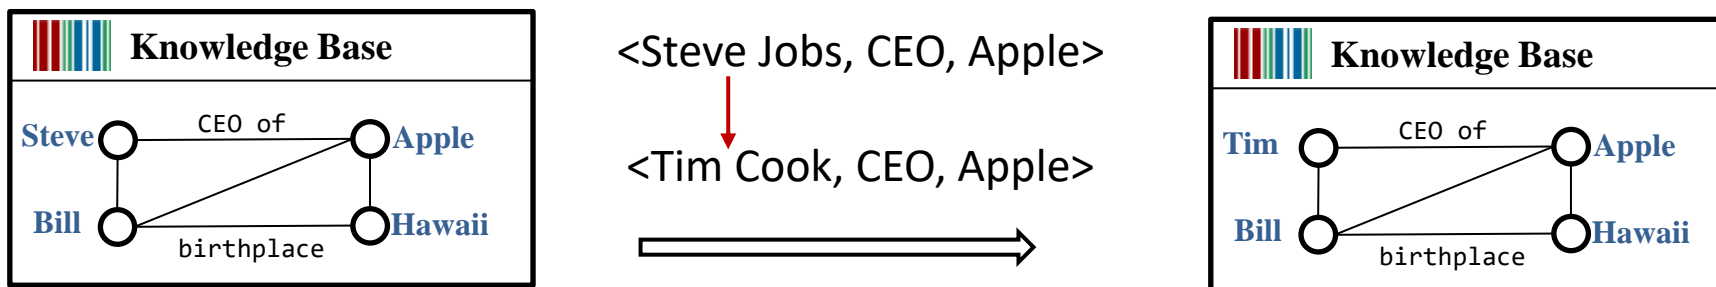 Knowledge Base
Steve
CEO of
Apple
Bill
birthplace
Hawaii
<Steve Jobs, CEO, Apple>
<Tim Cook, CEO, Apple>
Knowledge Base
Tim
CEO of
Apple
Bill
birthplace
Hawaii